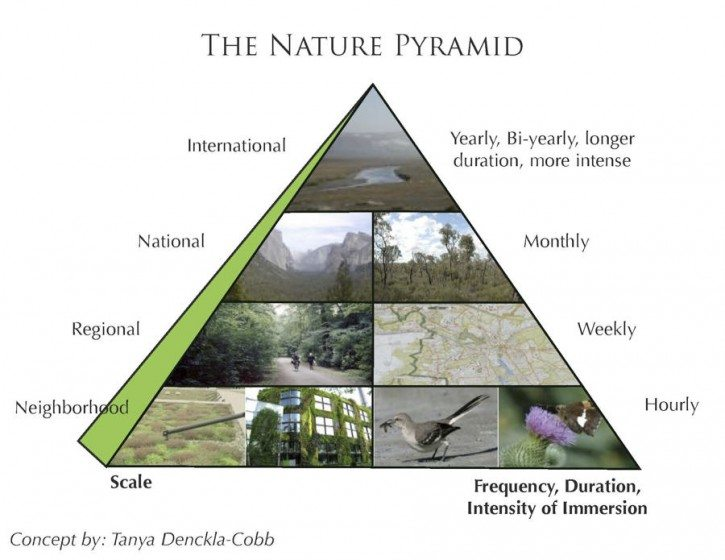 THE NATURE PYRAMID
International
Yearly, Bi-yearly, longer
duration, more intense
National
Monthly
Regional
Weekly
Neighborhood
Hourly
Scale
Frequency, Duration,
Intensity of Immersion
Concept by: Tanya Denckla-Cobb